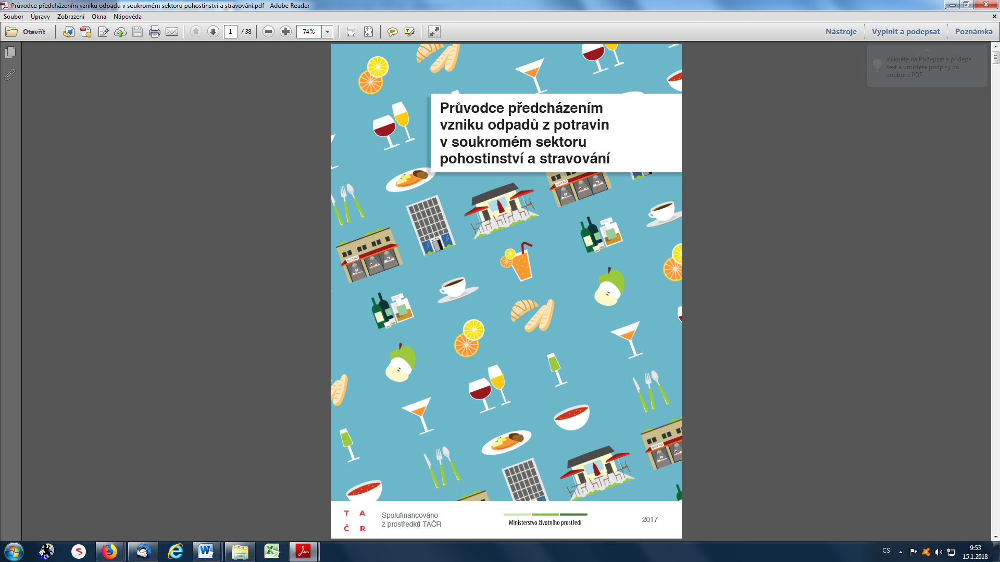 Průvodce předcházením vzniku odpadu v soukromém sektoru pohostinství a stravování.pdf - Adobe Reader
Soubor Úpravy Zobrazení Okna Nápověda
Otevřít 1 / 38 74% Nástroje Vyplnit a podepsat Poznámka
Klikněte na Podepsat a přidejte
text a umístěte podpisy do
souboru PDF.
Průvodce předcházením
vzniku odpadů z potravin
v soukromém sektoru
pohostinství a stravování
BISTRO
HOTEL
BISTRO
BISTRO
T A
Č R
Spolufinancováno
z prostředků TAČR
Ministerstvo životního prostředí
2017
CS
9:53
15.1.2018